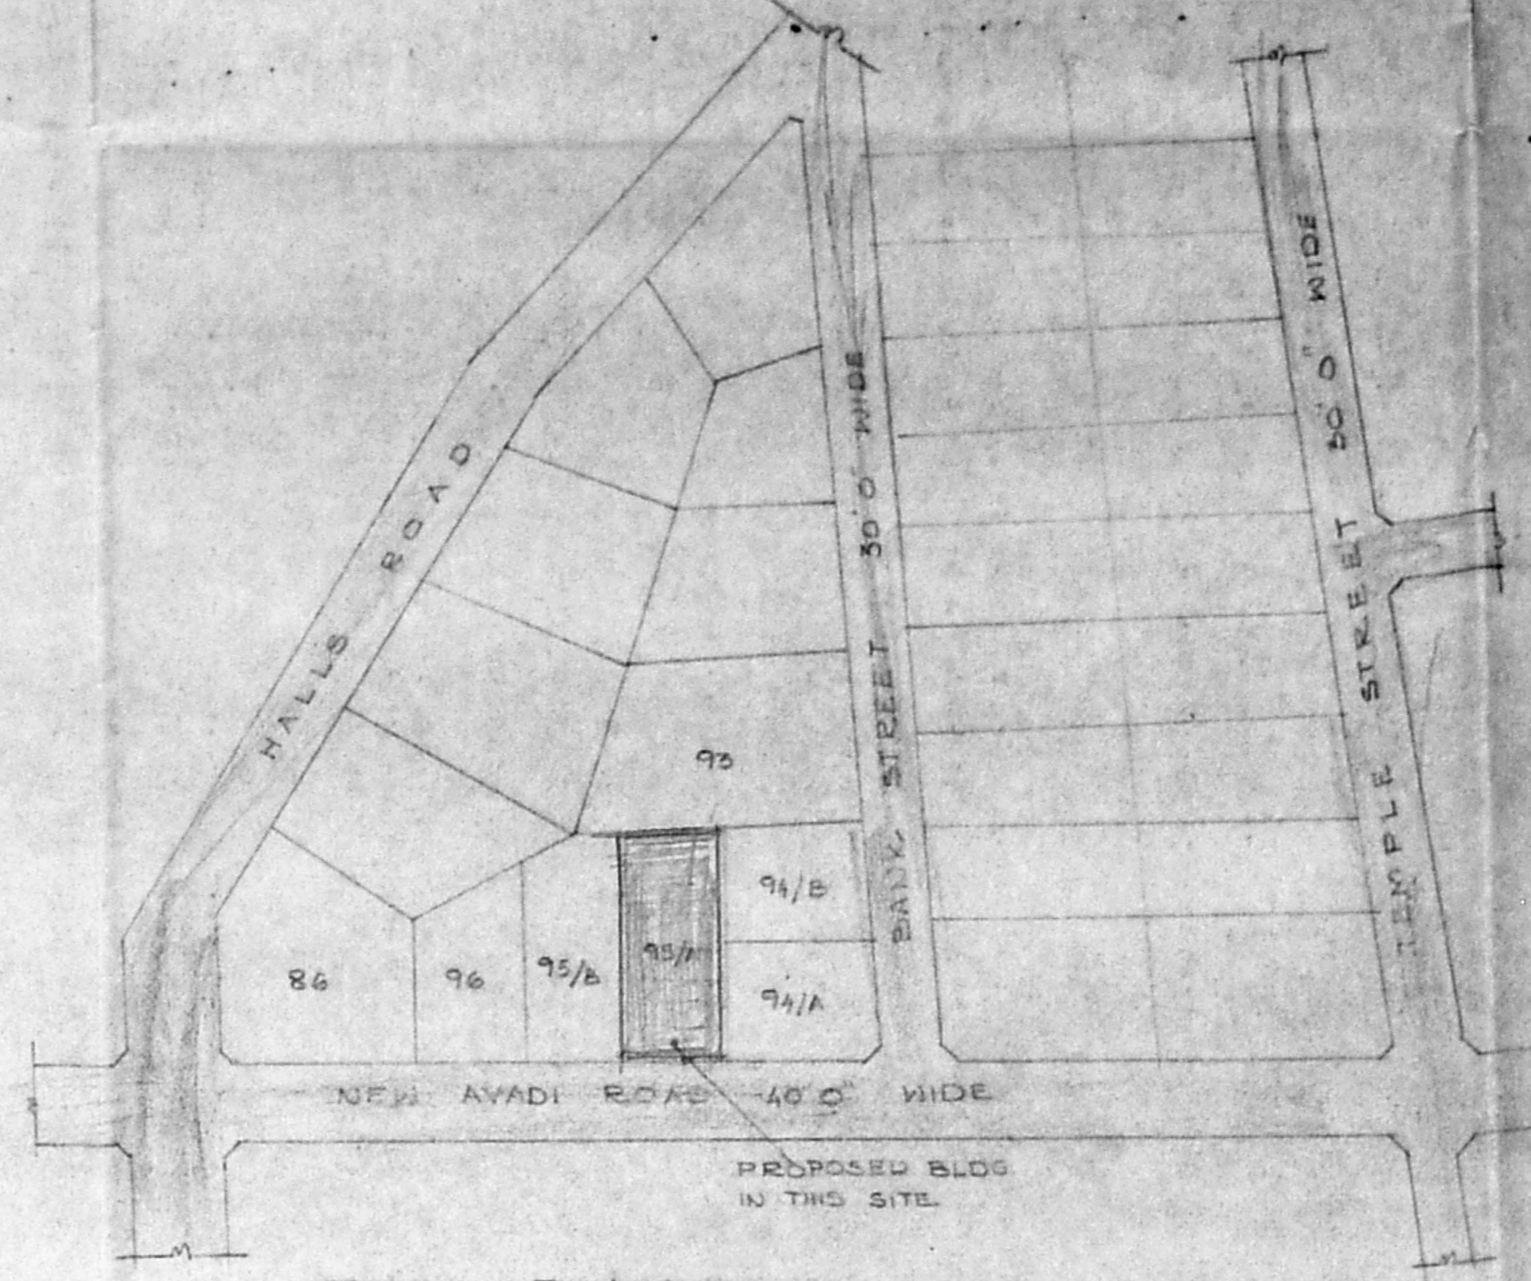 HALLS ROAD
BANK STREET 30'0" WIDE
TEMPLE STREET 30'0" WIDE
93
94/B
86
96
95/B
95/A
94/A
NEW AVADI ROAD 40'0" WIDE
PROPOSED BLDG
IN THIS SITE